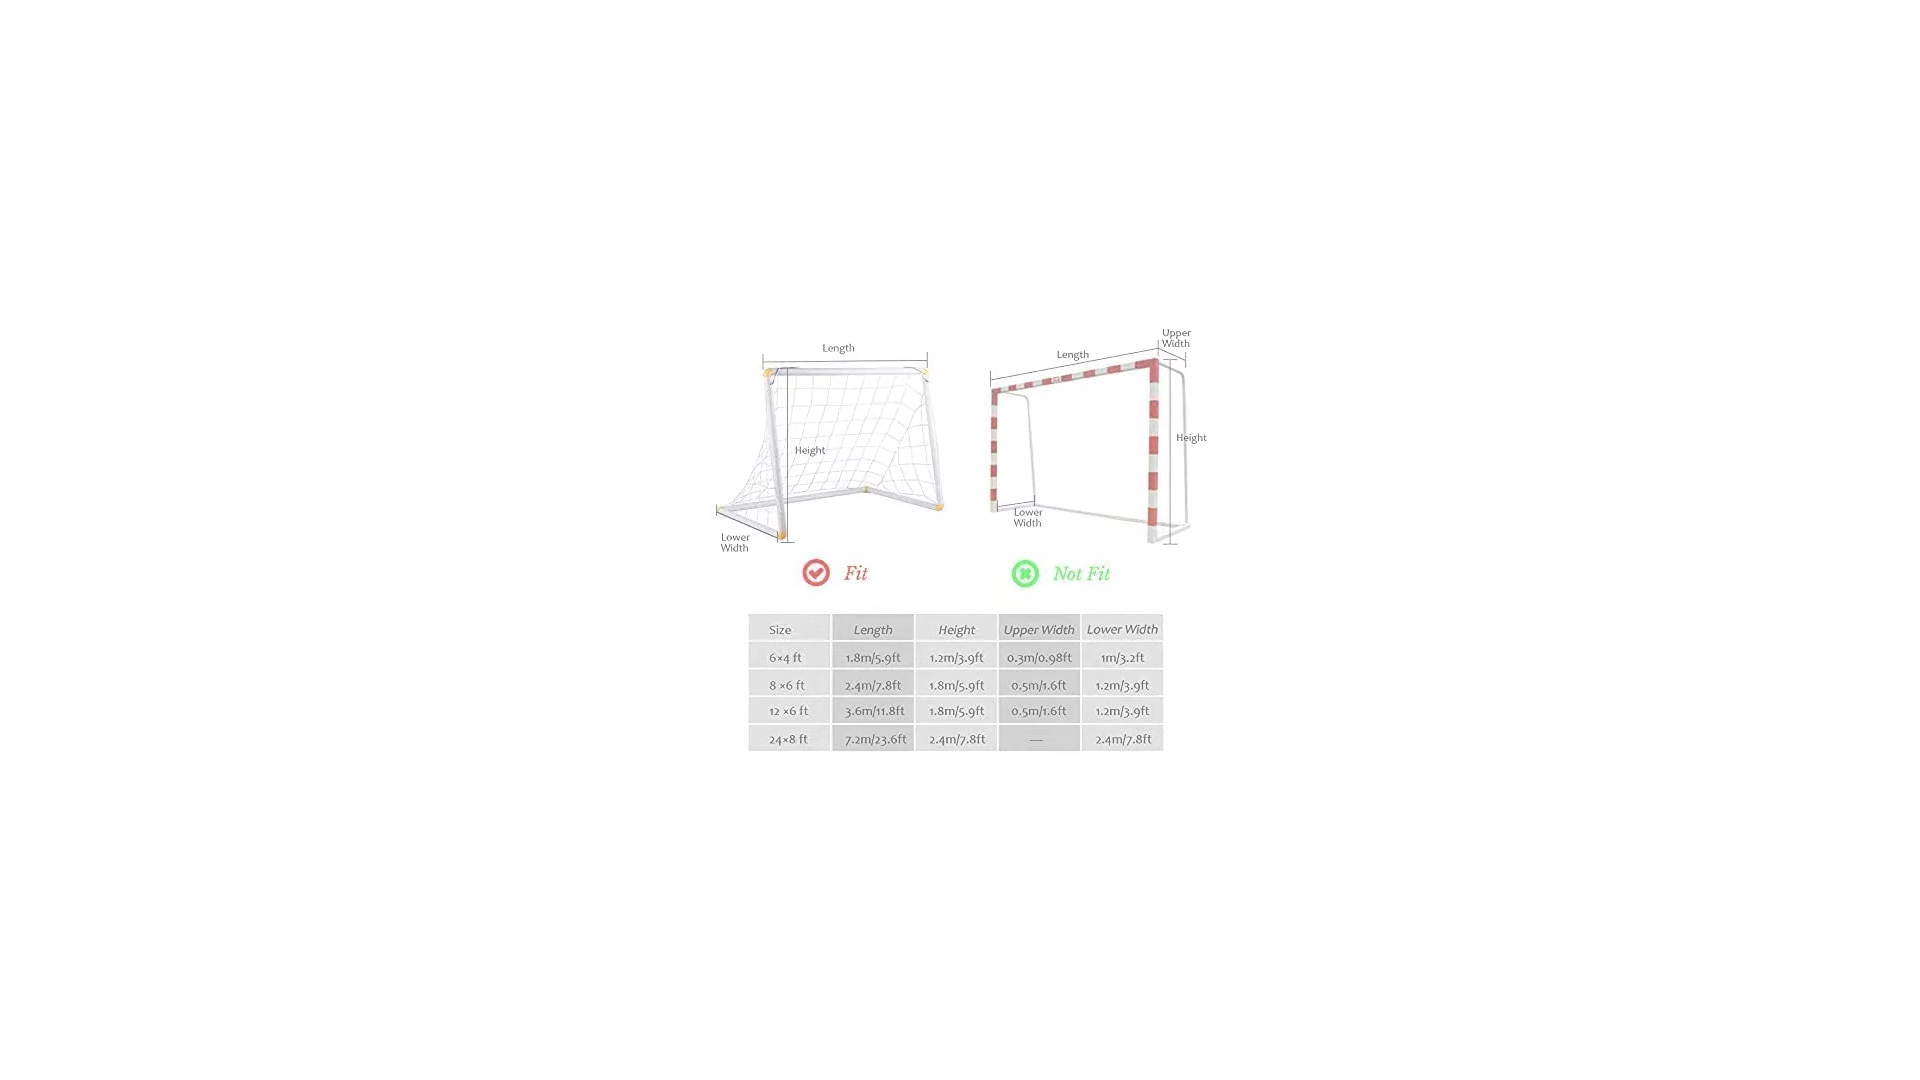 Length
Height
Lower
Width
Upper
Width
Length
Height
Lower
Width
Fit
Not Fit
Size Length Height Upper Width Lower Width
6×4 ft 1.8m/5.9ft 1.2m/3.9ft 0.3m/0.98ft 1m/3.2ft
8 ×6 ft 2.4m/7.8ft 1.8m/5.9ft 0.5m/1.6ft 1.2m/3.9ft
12 ×6 ft 3.6m/11.8ft 1.8m/5.9ft 0.5m/1.6ft 1.2m/3.9ft
24×8 ft 7.2m/23.6ft 2.4m/7.8ft — 2.4m/7.8ft